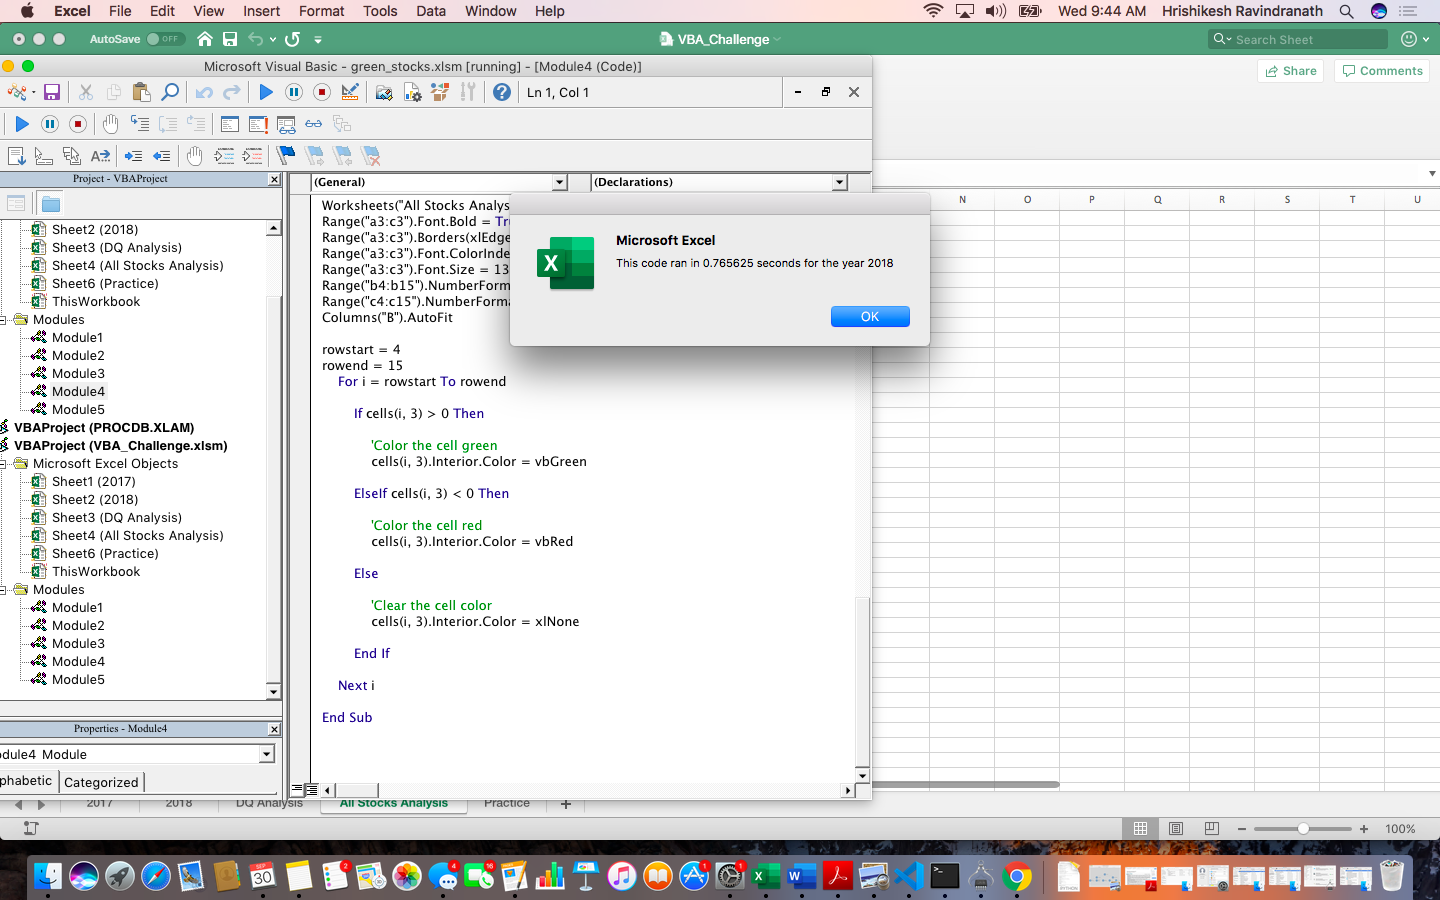 Excel File Edit View Insert Format Tools Data Window Help Wed 9:44 AM Hrishikesh Ravindranath
AutoSave OFF VBA_Challenge Search Sheet
Microsoft Visual Basic - green_stocks.xlsm [running] - [Module4 (Code)]
Share Comments
Ln 1, Col 1
Project - VBAProject
(General) (Declarations)
N O P Q R S T U
Sheet2 (2018)
Sheet3 (DQ Analysis)
Sheet4 (All Stocks Analysis)
Sheet6 (Practice)
ThisWorkbook
Modules
Module1
Module2
Module3
Module4
Module5
VBAProject (PROCDB.XLAM)
VBAProject (VBA_Challenge.xlsm)
Microsoft Excel Objects
Sheet1 (2017)
Sheet2 (2018)
Sheet3 (DQ Analysis)
Sheet4 (All Stocks Analysis)
Sheet6 (Practice)
ThisWorkbook
Modules
Module1
Module2
Module3
Module4
Module5
Properties - Module4
odule4 Module
phabetic Categorized
Worksheets("All Stocks Analys
Range("a3:c3").Font.Bold = Tr
Range("a3:c3").Borders(xlEdge
Range("a3:c3").Font.ColorInde
Range("a3:c3").Font.Size = 13
Range("b4:b15").NumberForm
Range("c4:c15").NumberForm
Columns("B").AutoFit
rowstart = 4
rowend = 15
For i = rowstart To rowend
If cells(i, 3) > 0 Then
'Color the cell green
cells(i, 3).Interior.Color = vbGreen
ElseIf cells(i, 3) < 0 Then
'Color the cell red
cells(i, 3).Interior.Color = vbRed
Else
'Clear the cell color
cells(i, 3).Interior.Color = xlNone
End If
Next i
End Sub
Microsoft Excel
This code ran in 0.765625 seconds for the year 2018
OK
2017 2018 DQ Analysis All Stocks Analysis Practice
100%
SEP
30
2
4
16
1
1